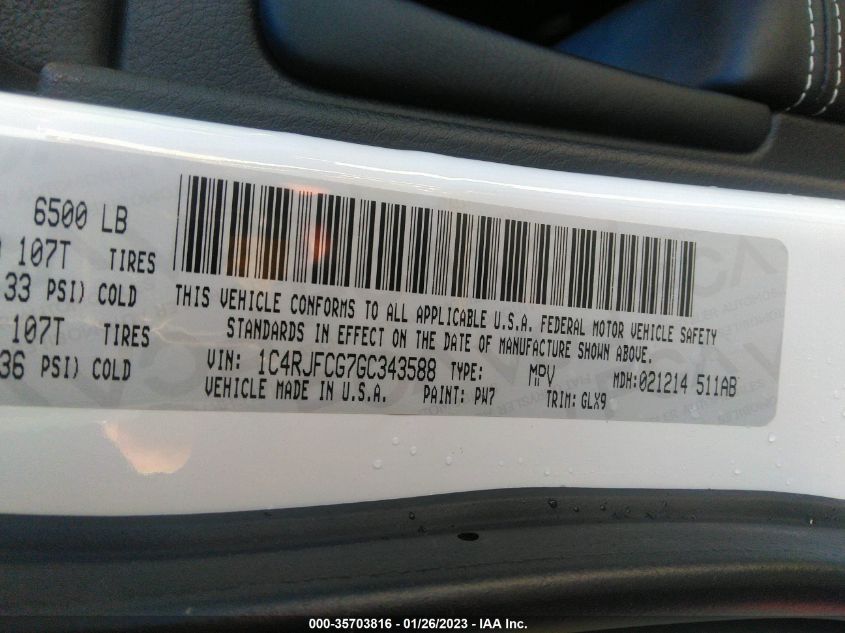 6500 LB
107T TIRES
33 PSI) COLD
107T TIRES
36 PSI) COLD
THIS VEHICLE CONFORMS TO ALL APPLICABLE U.S.A. FEDERAL MOTOR VEHICLE SAFETY
STANDARDS IN EFFECT ON THE DATE OF MANUFACTURE SHOWN ABOVE.
VIN: 1C4RJFCG7GC343588 TYPE: MPV MDH:021214 511AB
VEHICLE MADE IN U.S.A. PAINT: PW7 TRIM: GLX9
000-35703816 - 01/26/2023 - IAA Inc.